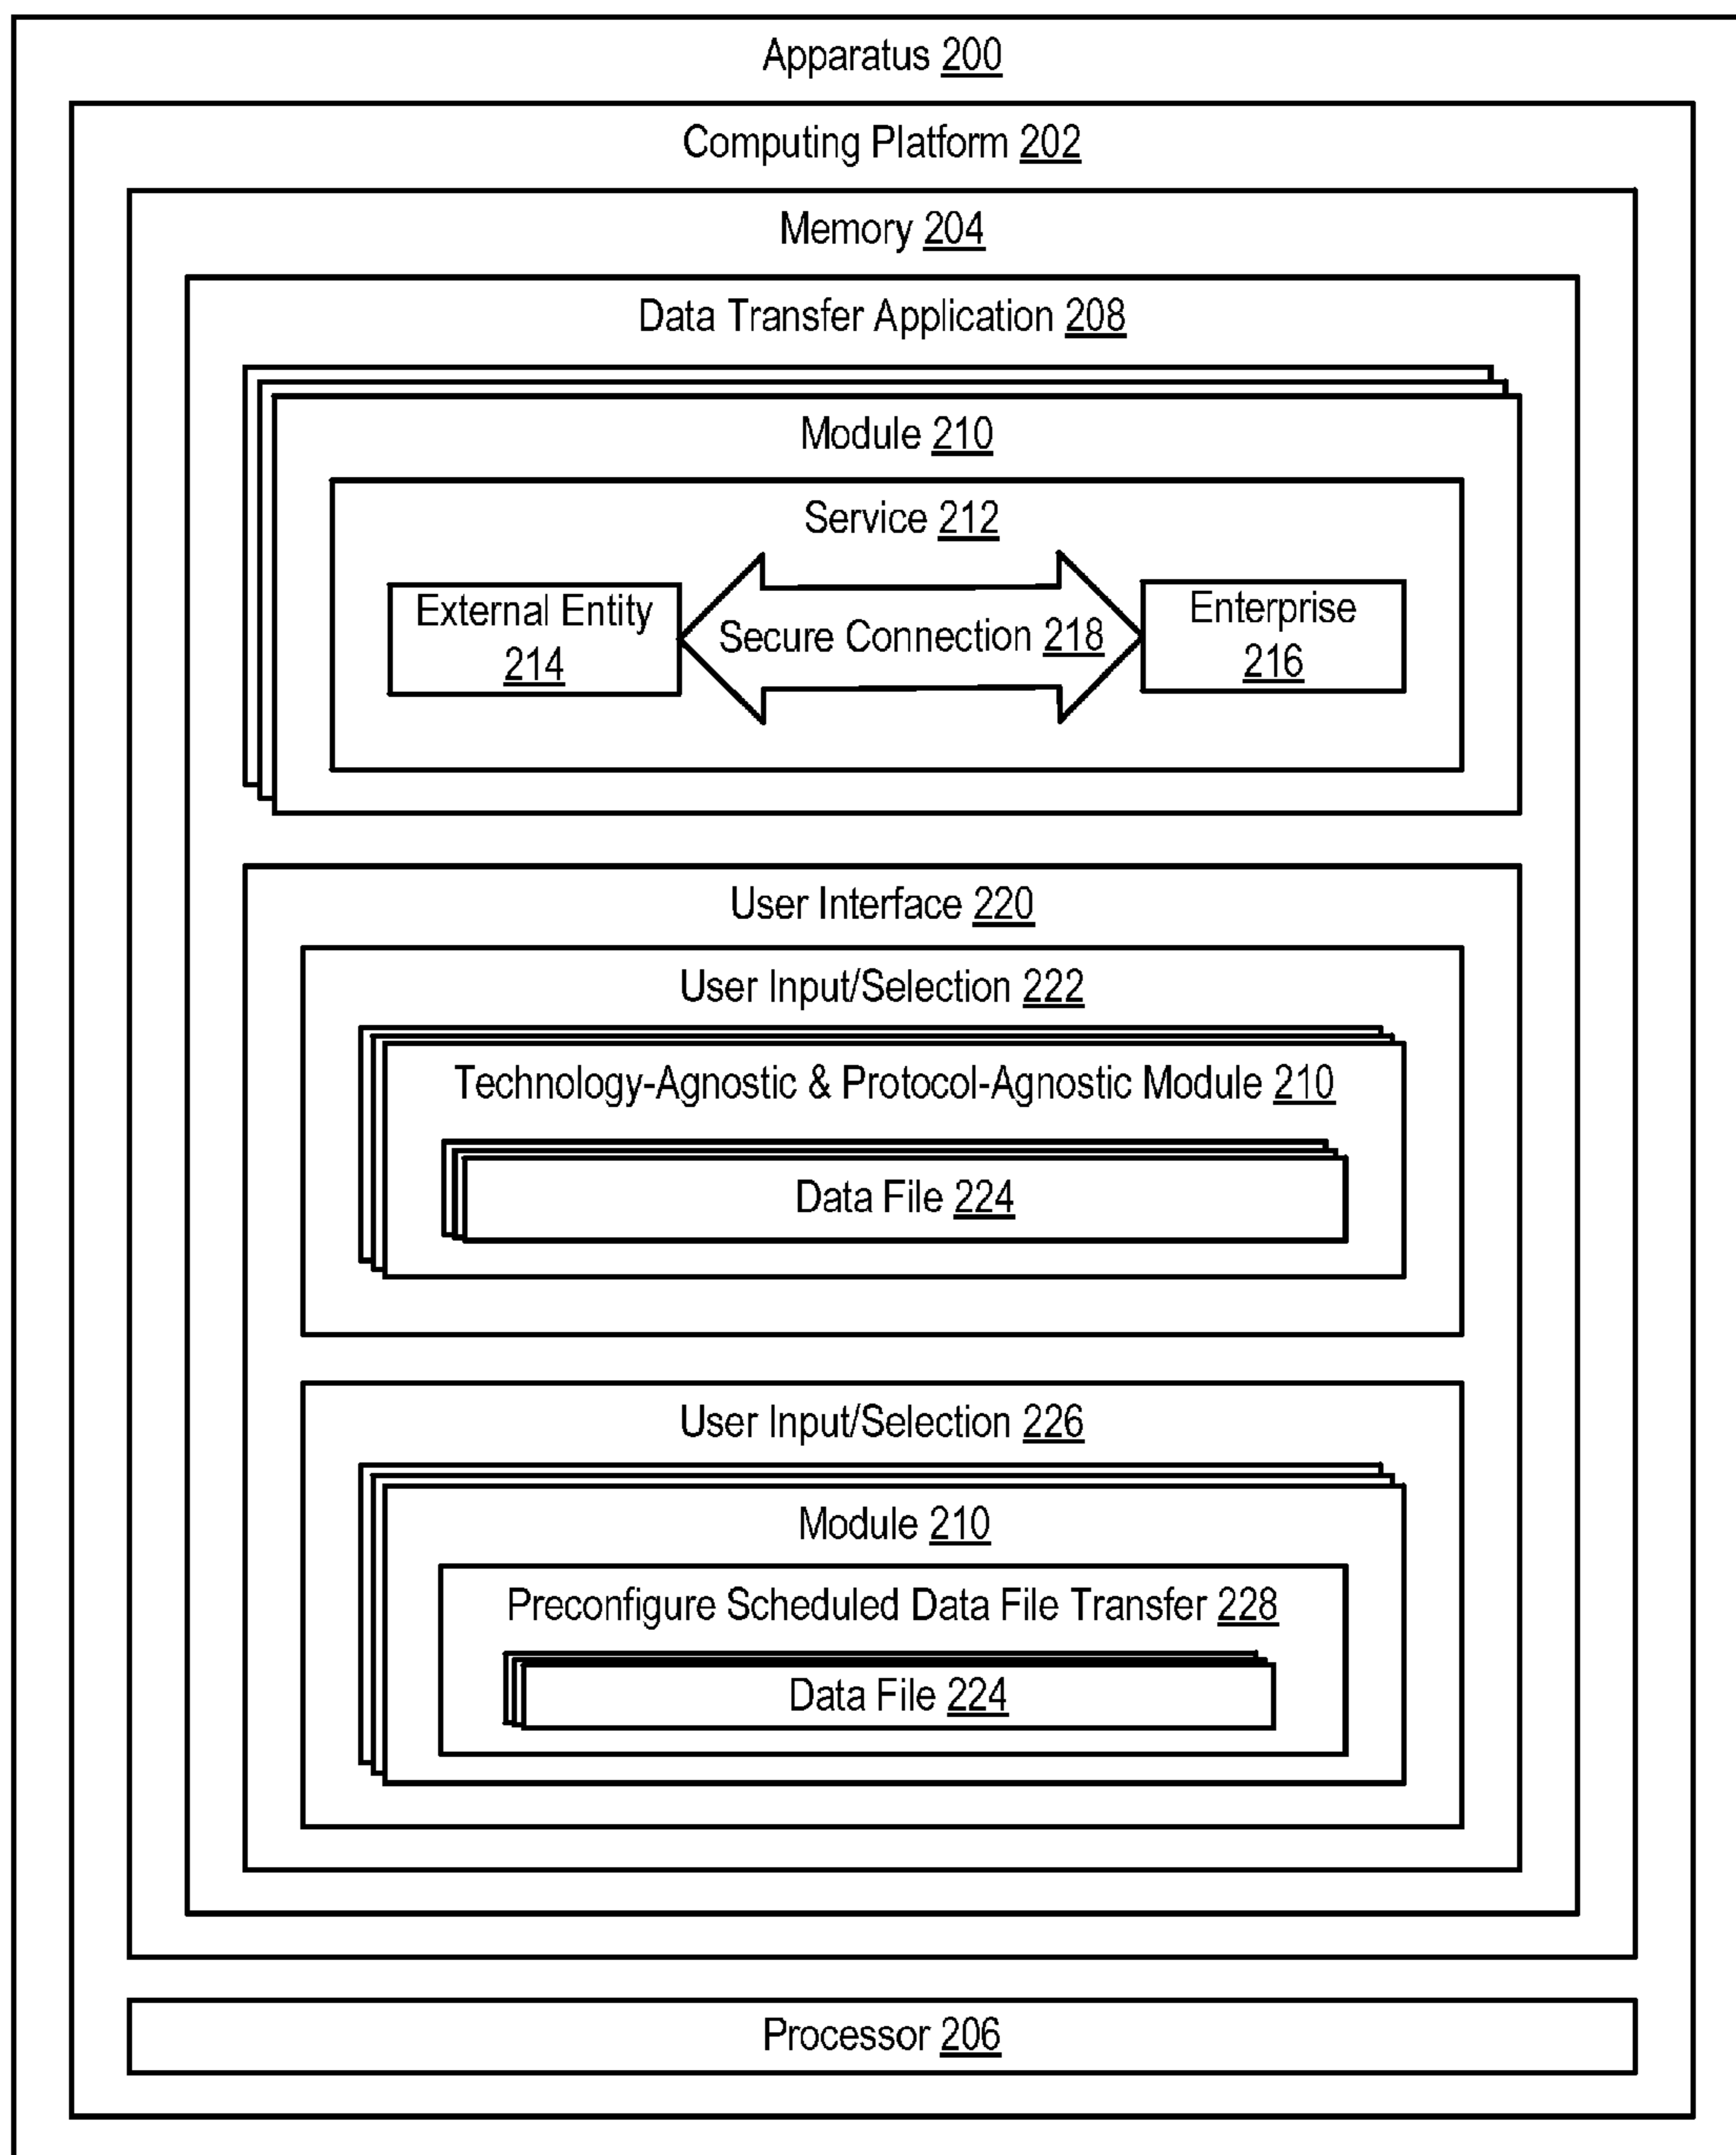 Apparatus 200
Computing Platform 202
Memory 204
Data Transfer Application 208
Module 210
Service 212
External Entity
214
Secure Connection 218
Enterprise
216
User Interface 220
User Input/Selection 222
Technology-Agnostic & Protocol-Agnostic Module 210
Data File 224
User Input/Selection 226
Module 210
Preconfigure Scheduled Data File Transfer 228
Data File 224
Processor 206